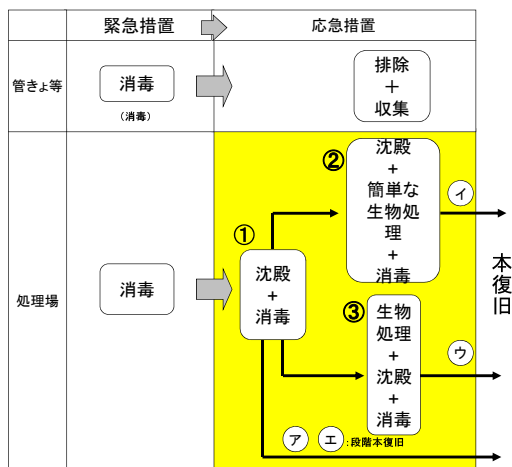 緊急措置
応急措置
管きょ等
消毒
（消毒）
排除
＋
収集
処理場
消毒
①
沈殿
+
消毒
②
沈殿
+
簡単な
生物処
理
+
消毒
イ
③
生物
処理
+
沈殿
+
消毒
ウ
ア エ：段階本復旧
本
復
旧